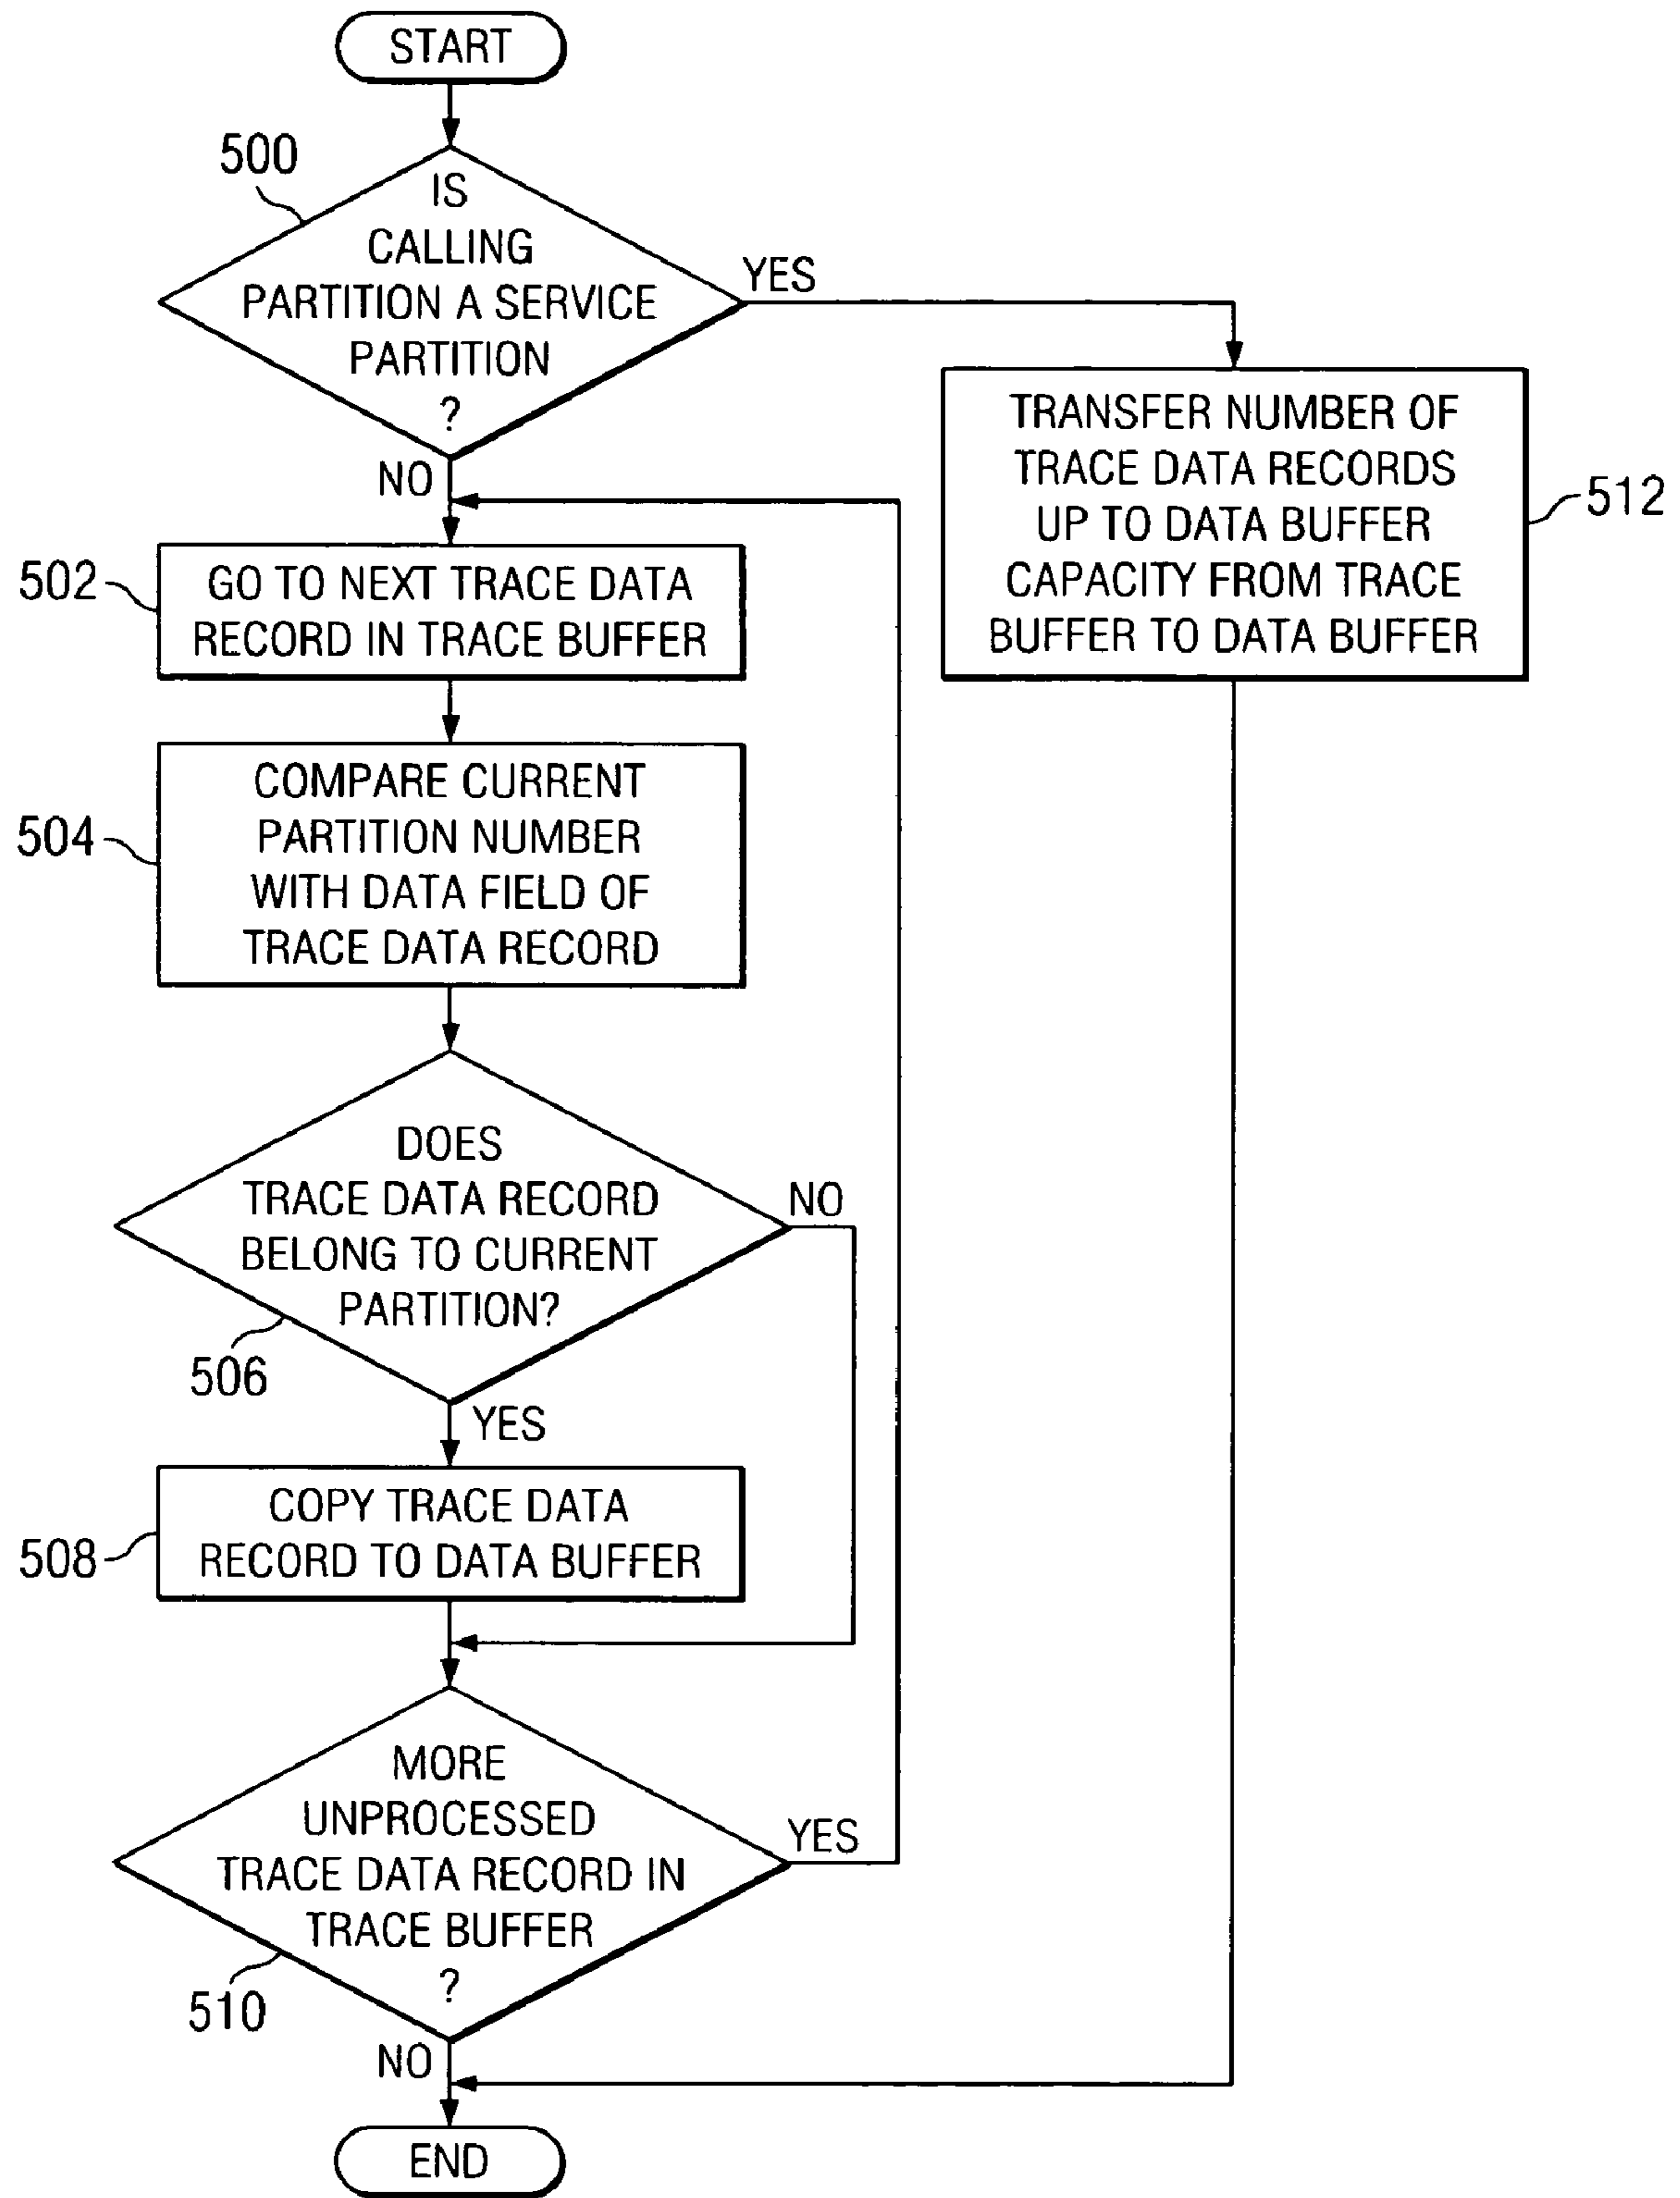 START
500
IS
CALLING
PARTITION A SERVICE
PARTITION
?
YES
NO
TRANSFER NUMBER OF
TRACE DATA RECORDS
UP TO DATA BUFFER
CAPACITY FROM TRACE
BUFFER TO DATA BUFFER
512
502
GO TO NEXT TRACE DATA
RECORD IN TRACE BUFFER
504
COMPARE CURRENT
PARTITION NUMBER
WITH DATA FIELD OF
TRACE DATA RECORD
DOES
TRACE DATA RECORD
BELONG TO CURRENT
PARTITION?
NO
506
YES
508
COPY TRACE DATA
RECORD TO DATA BUFFER
MORE
UNPROCESSED
TRACE DATA RECORD IN
TRACE BUFFER
?
YES
510
NO
END